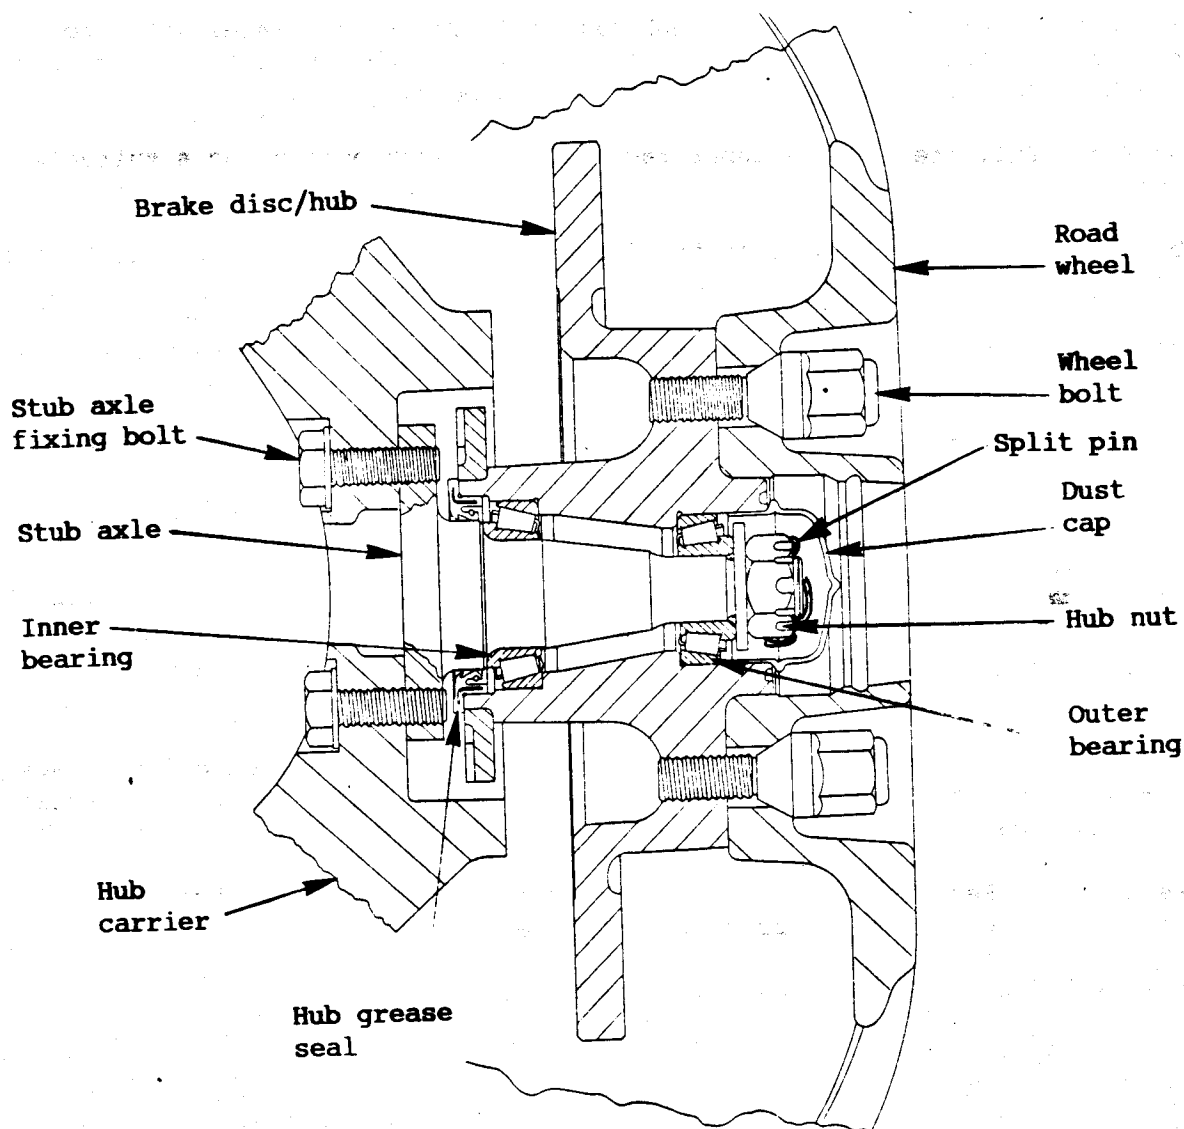 Brake disc/hub
Road
wheel
Wheel
bolt
Stub axle
fixing bolt
Split pin
Dust
cap
Stub axle
Hub nut
Inner
bearing
Outer
bearing
Hub
carrier
Hub grease
seal